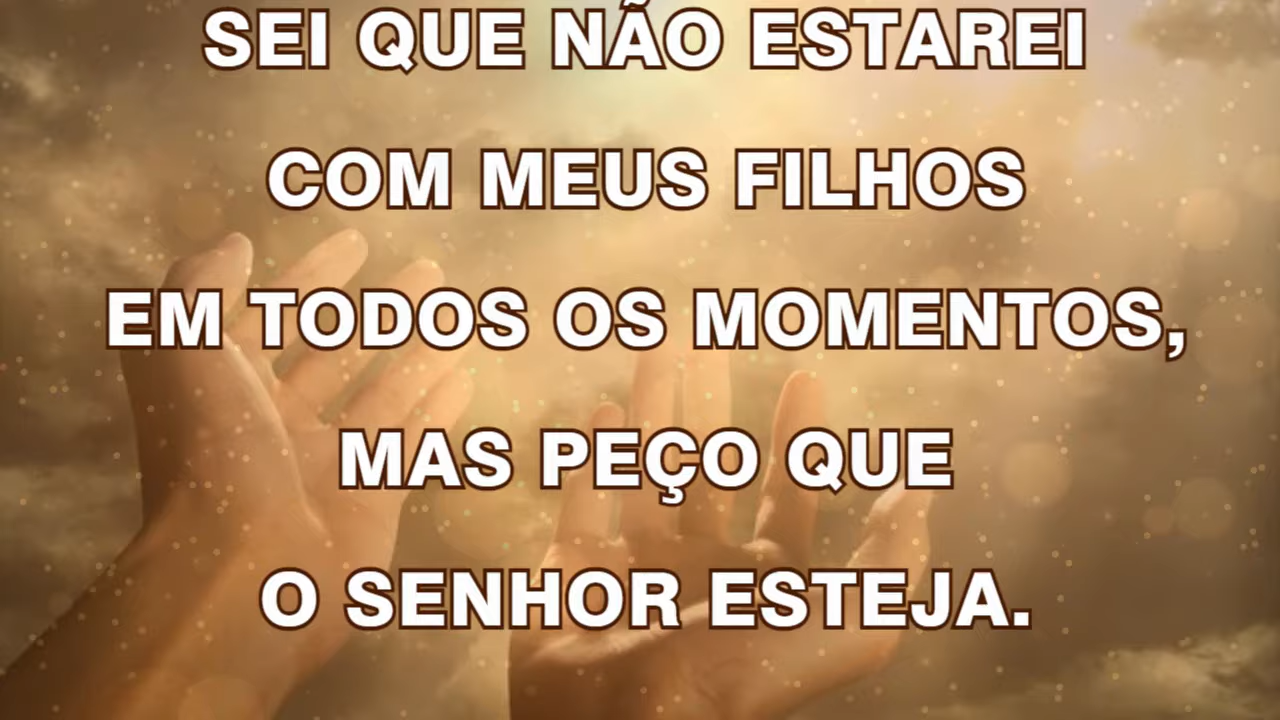 SEI QUE NÃO ESTAREI
COM MEUS FILHOS
EM TODOS OS MOMENTOS,
MAS PEÇO QUE
O SENHOR ESTEJA.